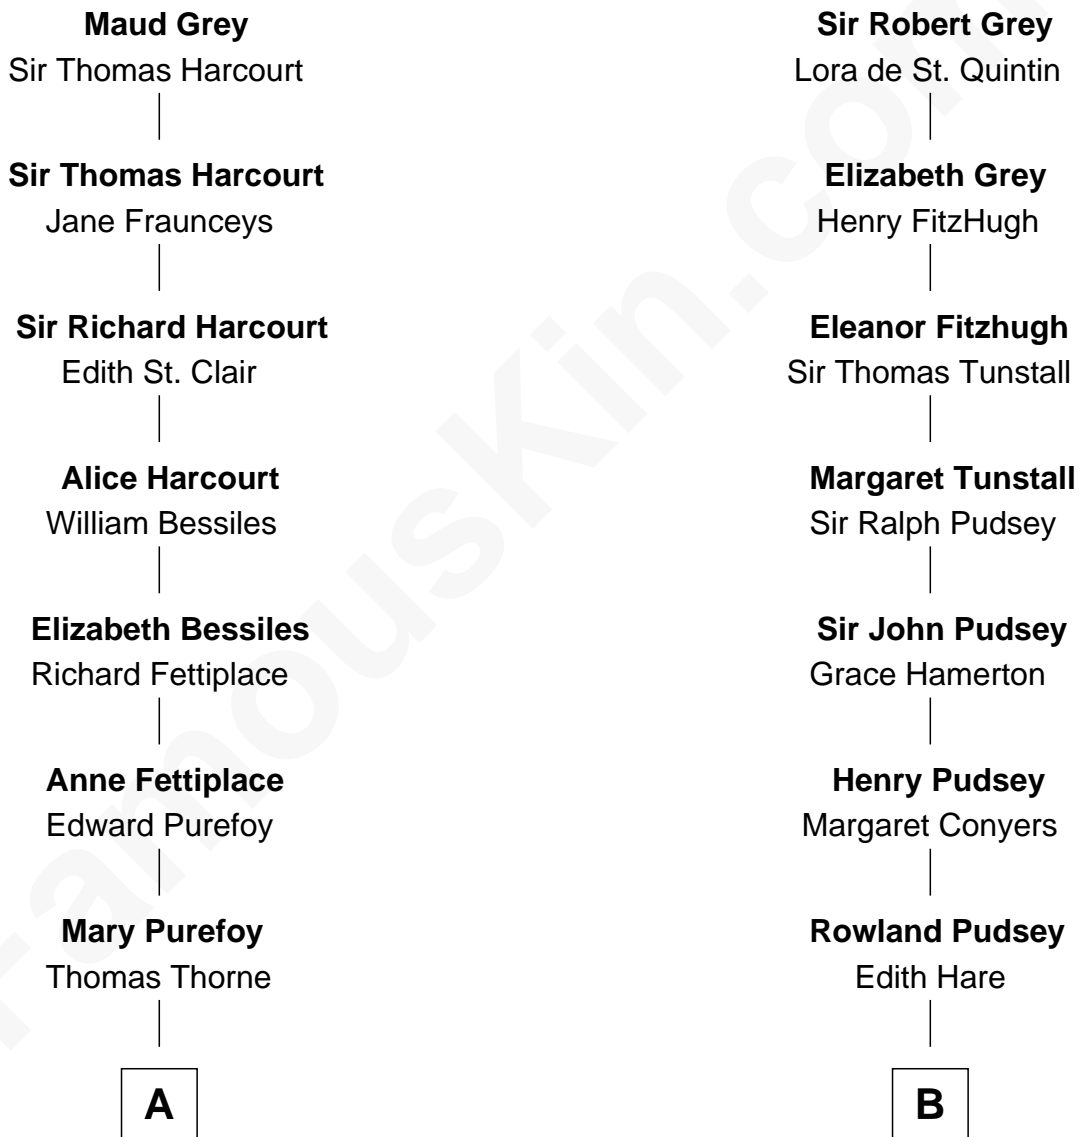 Maud Grey
Sir Thomas Harcourt
Sir Thomas Harcourt
Jane Fraunceys
Sir Richard Harcourt
Edith St. Clair
Alice Harcourt
William Bessiles
Elizabeth Bessiles
Richard Fettiplace
Anne Fettiplace
Edward Purefoy
Mary Purefoy
Thomas Thorne
A
Sir Robert Grey
Lora de St. Quintin
Elizabeth Grey
Henry FitzHugh
Eleanor Fitzhugh
Sir Thomas Tunstall
Margaret Tunstall
Sir Ralph Pudsey
Sir John Pudsey
Grace Hamerton
Henry Pudsey
Margaret Conyers
Rowland Pudsey
Edith Hare
B
FamousKin.com